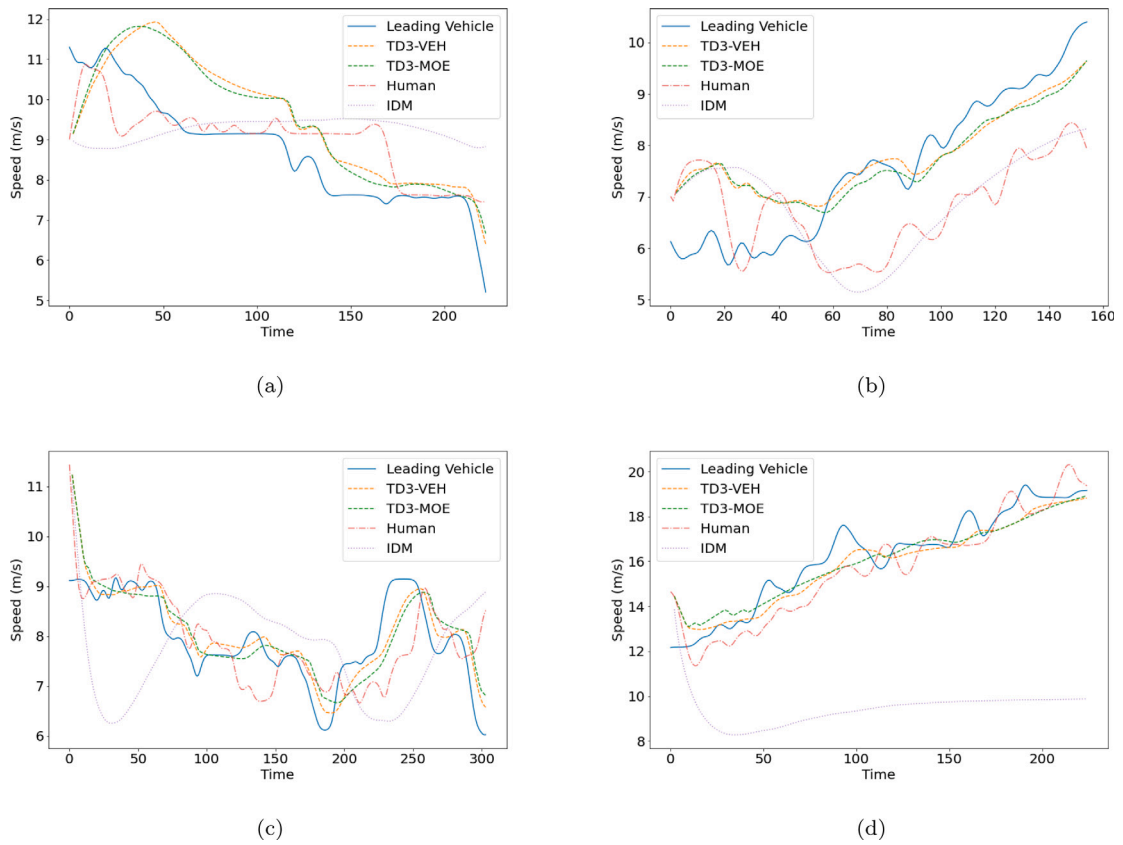 12
11
10
9
8
7
6
5
Speed (m/s)
0 50 100 150 200
Time
Leading Vehicle
TD3-VEH
TD3-MOE
Human
IDM
(a)
10
9
8
7
6
5
Speed (m/s)
0 20 40 60 80 100 120 140 160
Time
Leading Vehicle
TD3-VEH
TD3-MOE
Human
IDM
(b)
11
10
9
8
7
6
Speed (m/s)
0 50 100 150 200 250 300
Time
Leading Vehicle
TD3-VEH
TD3-MOE
Human
IDM
(c)
20
18
16
14
12
10
8
Speed (m/s)
0 50 100 150 200
Time
Leading Vehicle
TD3-VEH
TD3-MOE
Human
IDM
(d)